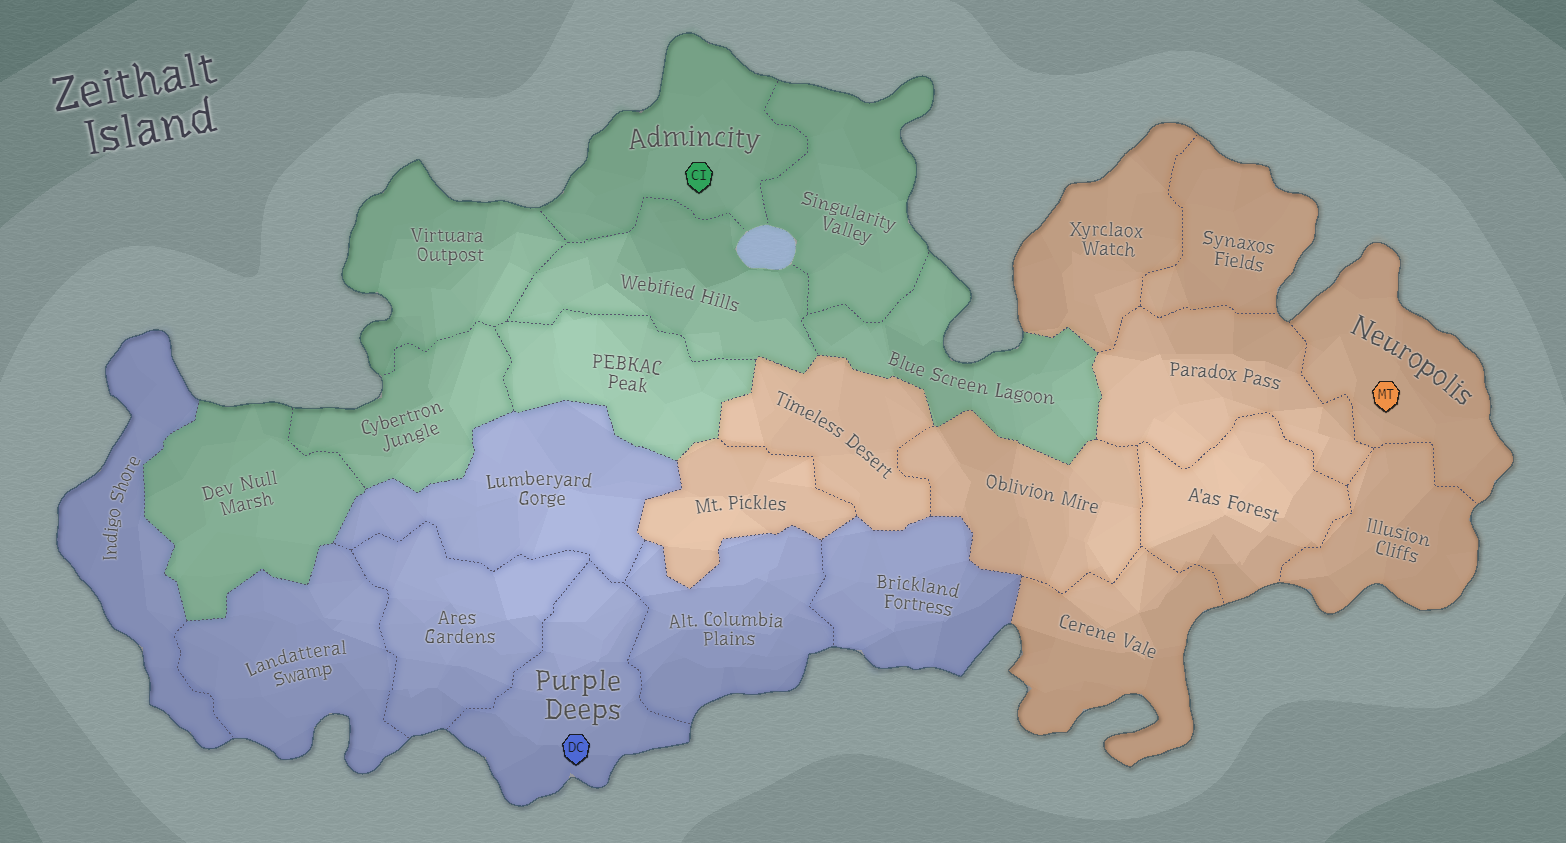 Zeithalt
Island
Admincity
CI
Singularity
Valley
Virtuara
Outpost
Webified Hills
Xyrclaox
Watch
Synaxos
Fields
Neuropolis
MT
PEBKAC
Peak
Blue Screen Lagoon
Paradox Pass
Cybertron
Jungle
Timeless Desert
Indigo Shore
Dev Null
Marsh
Lumberyard
Gorge
Mt. Pickles
Oblivion Mire
A'as Forest
Illusion
Cliffs
Ares
Gardens
Alt. Columbia
Plains
Brickland
Fortress
Cerene Vale
Landatteral
Swamp
Purple
Deeps
DC